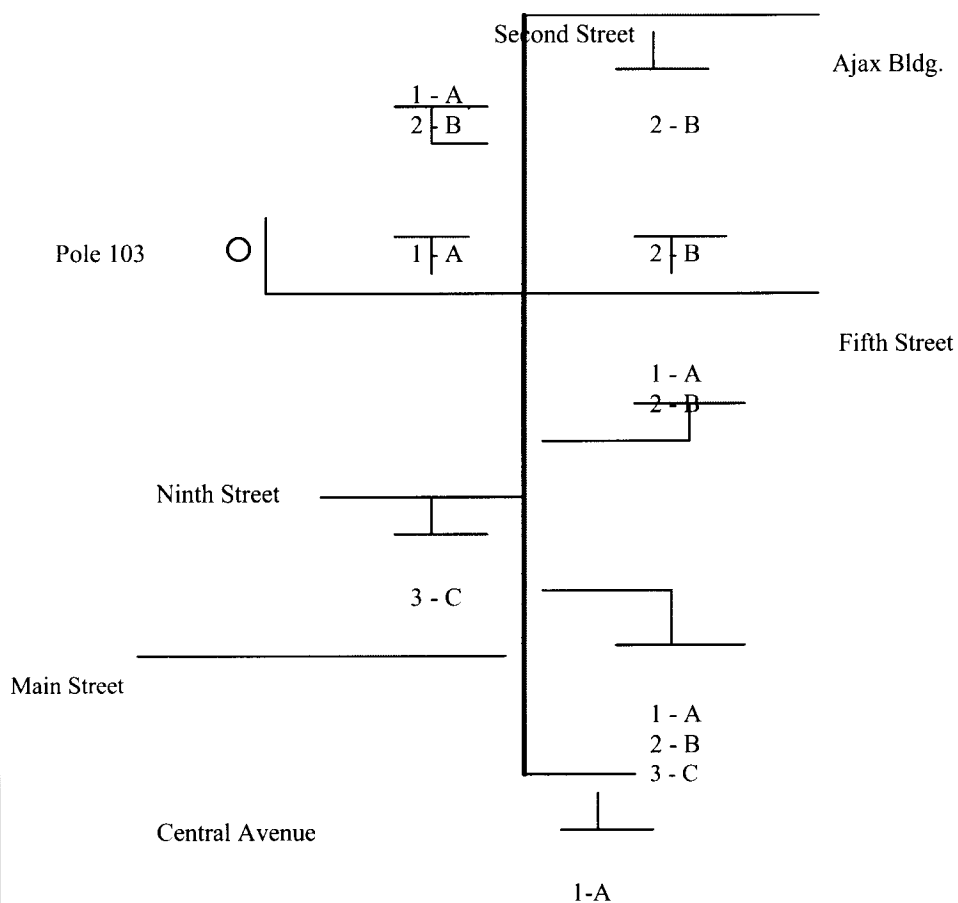 Second Street
Ajax Bldg.
1 - A
2 - B
2 - B
Pole 103
1 - A
2 - B
Fifth Street
1 - A
2 - B
Ninth Street
3 - C
Main Street
1 - A
2 - B
3 - C
Central Avenue
1-A